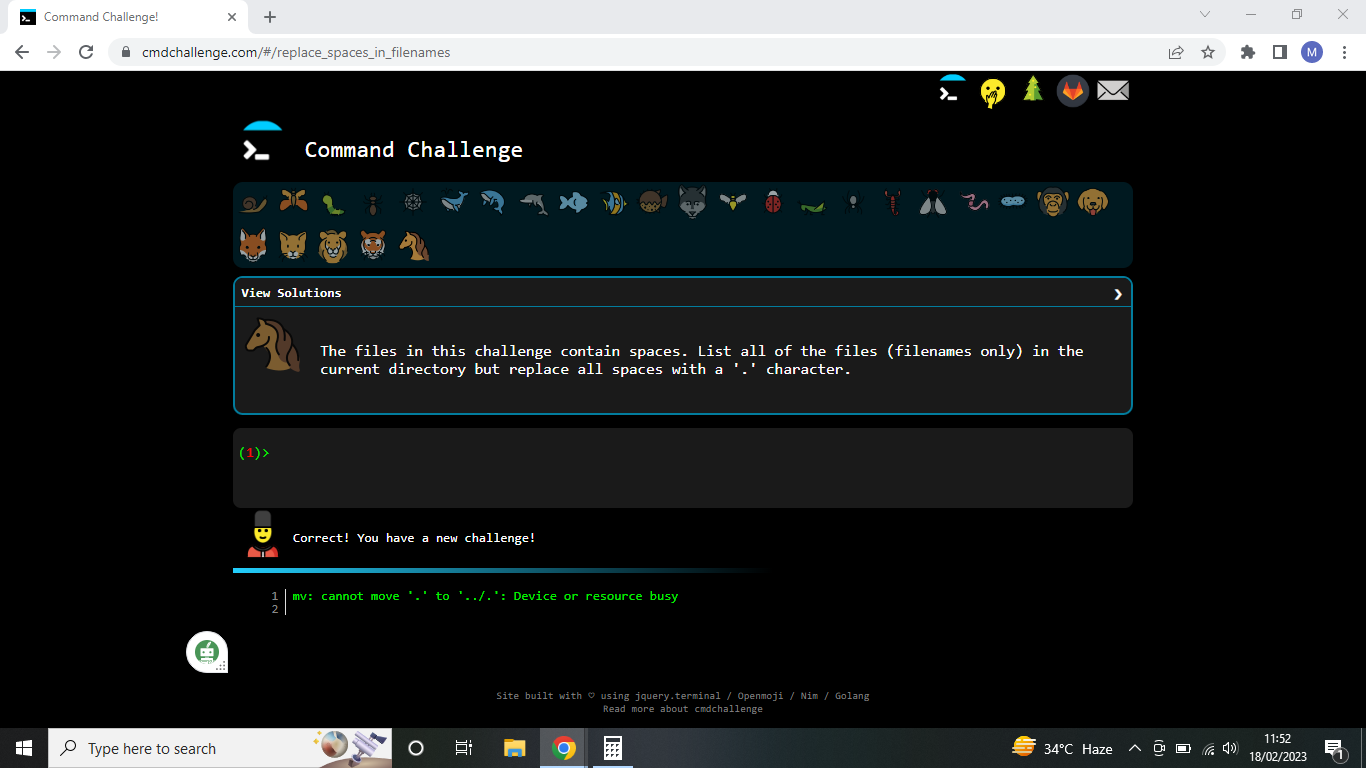 Command Challenge!
cmdchallenge.com/#/replace_spaces_in_filenames
M
Command Challenge
View Solutions
The files in this challenge contain spaces. List all of the files (filenames only) in the
current directory but replace all spaces with a '.' character.
(1)>
Correct! You have a new challenge!
1 mv: cannot move '.' to '../.': Device or resource busy
2
Site built with ♡ using jquery.terminal / Openmoji / Nim / Golang
Read more about cmdchallenge
Type here to search
34°C Haze
11:52
18/02/2023
1